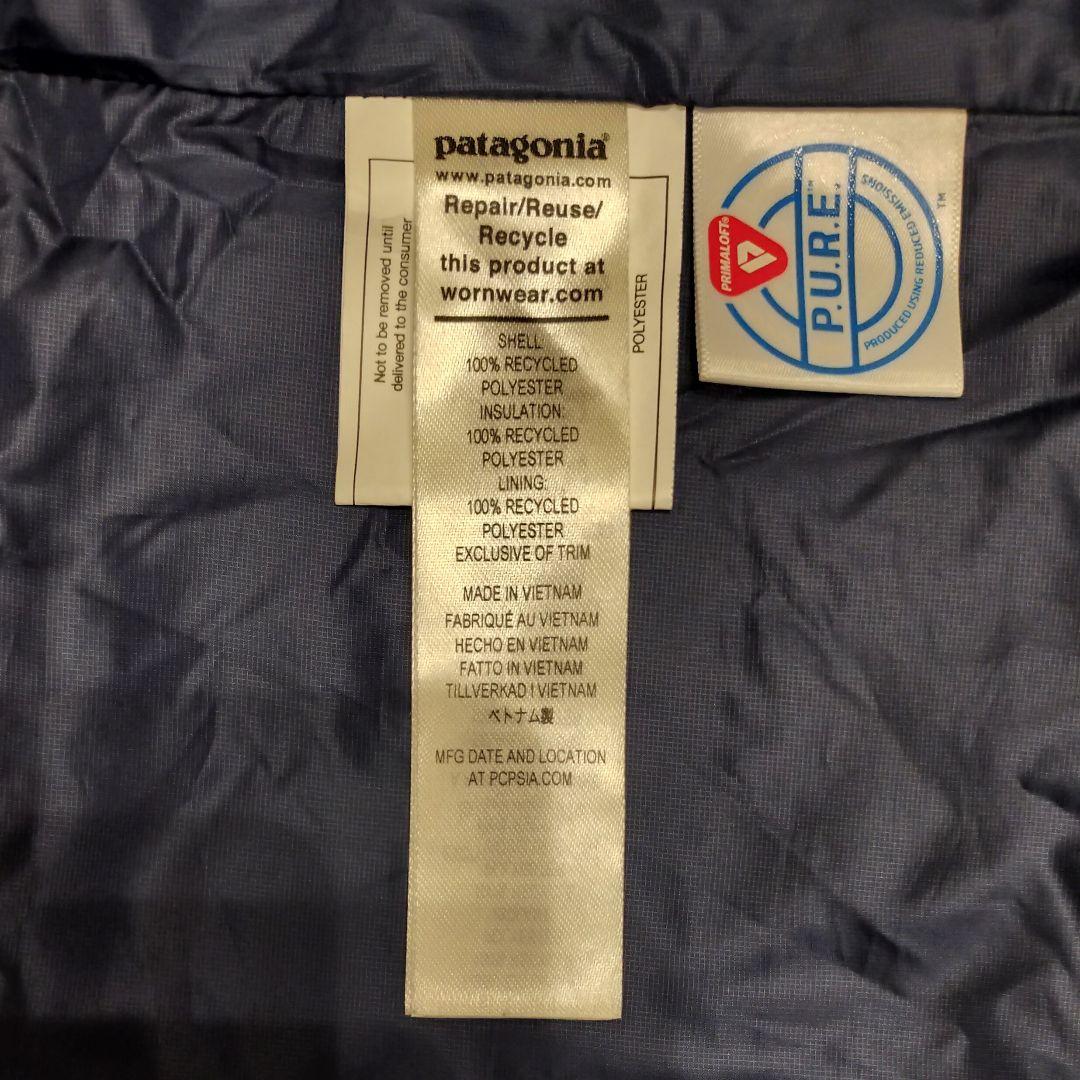 patagonia®
www.patagonia.com
Repair/Reuse/
Recycle
this product at
wornwear.com
SHELL:
100% RECYCLED
POLYESTER
INSULATION:
100% RECYCLED
POLYESTER
LINING:
100% RECYCLED
POLYESTER
EXCLUSIVE OF TRIM
MADE IN VIETNAM
FABRIQUÉ AU VIETNAM
HECHO EN VIETNAM
FATTO IN VIETNAM
TILLVERKAD I VIETNAM
ベトナム製
MFG DATE AND LOCATION
AT PCPSIA.COM
Not to be removed until
delivered to the consumer
POLYESTER
PRIMALOFT®
P.U.R.E.™
PRODUCED USING REDUCED EMISSIONS
™